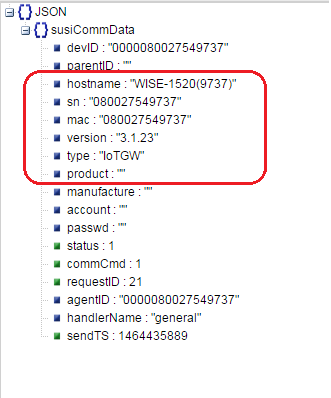 JSON
susiCommData
devID : "0000080027549737"
parentID : ""
hostname : "WISE-1520(9737)"
sn : "080027549737"
mac : "080027549737"
version : "3.1.23"
type : "IoTGW"
product : ""
manufacture : ""
account : ""
passwd : ""
status : 1
commCmd : 1
requestID : 21
agentID : "0000080027549737"
handlerName : "general"
sendTS : 1464435889